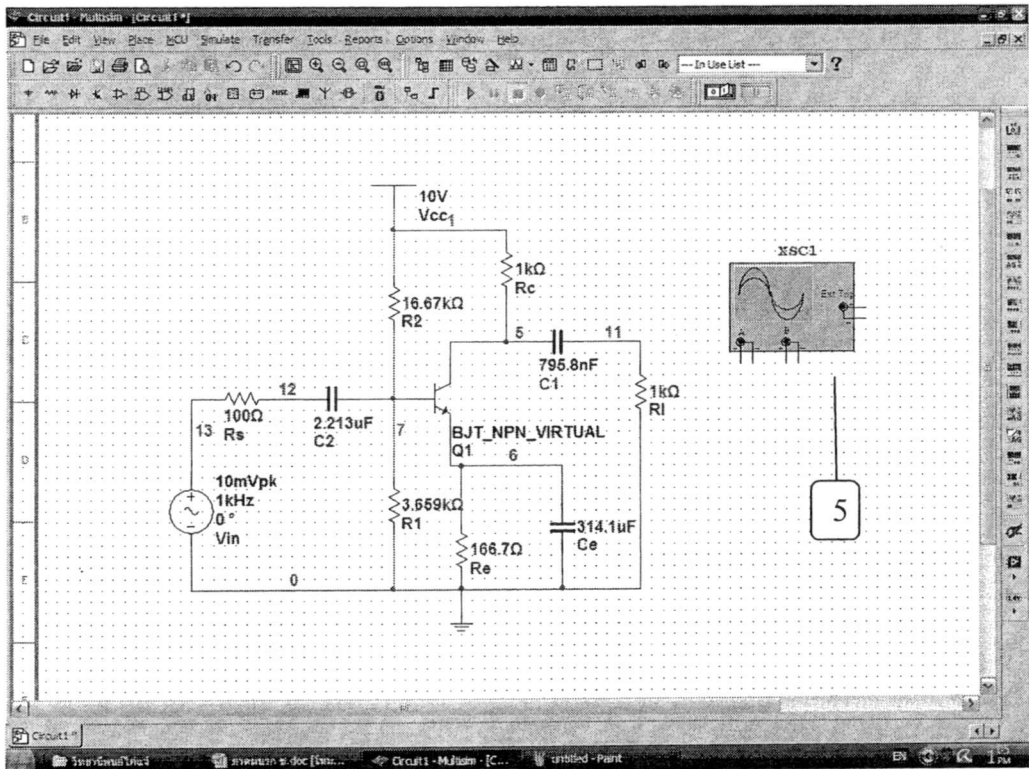 Circuit1 - Multisim - [Circuit1 *]
File Edit View Place MCU Simulate Transfer Tools Reports Options Window Help
--- In Use List ---
10V
Vcc
1
1kΩ
Rc
16.67kΩ
R2
XSC1
Ext Trig
A B
5
11
795.8nF
C1
1kΩ
Rl
12
100Ω
Rs
13
2.213uF
C2
7
BJT_NPN_VIRTUAL
Q1
6
10mVpk
1kHz
0°
Vin
3.659kΩ
R1
314.1uF
Ce
166.7Ω
Re
0
5
Circuit1 *
Circuit1 - Multisim - [C...
untitled - Paint
EN